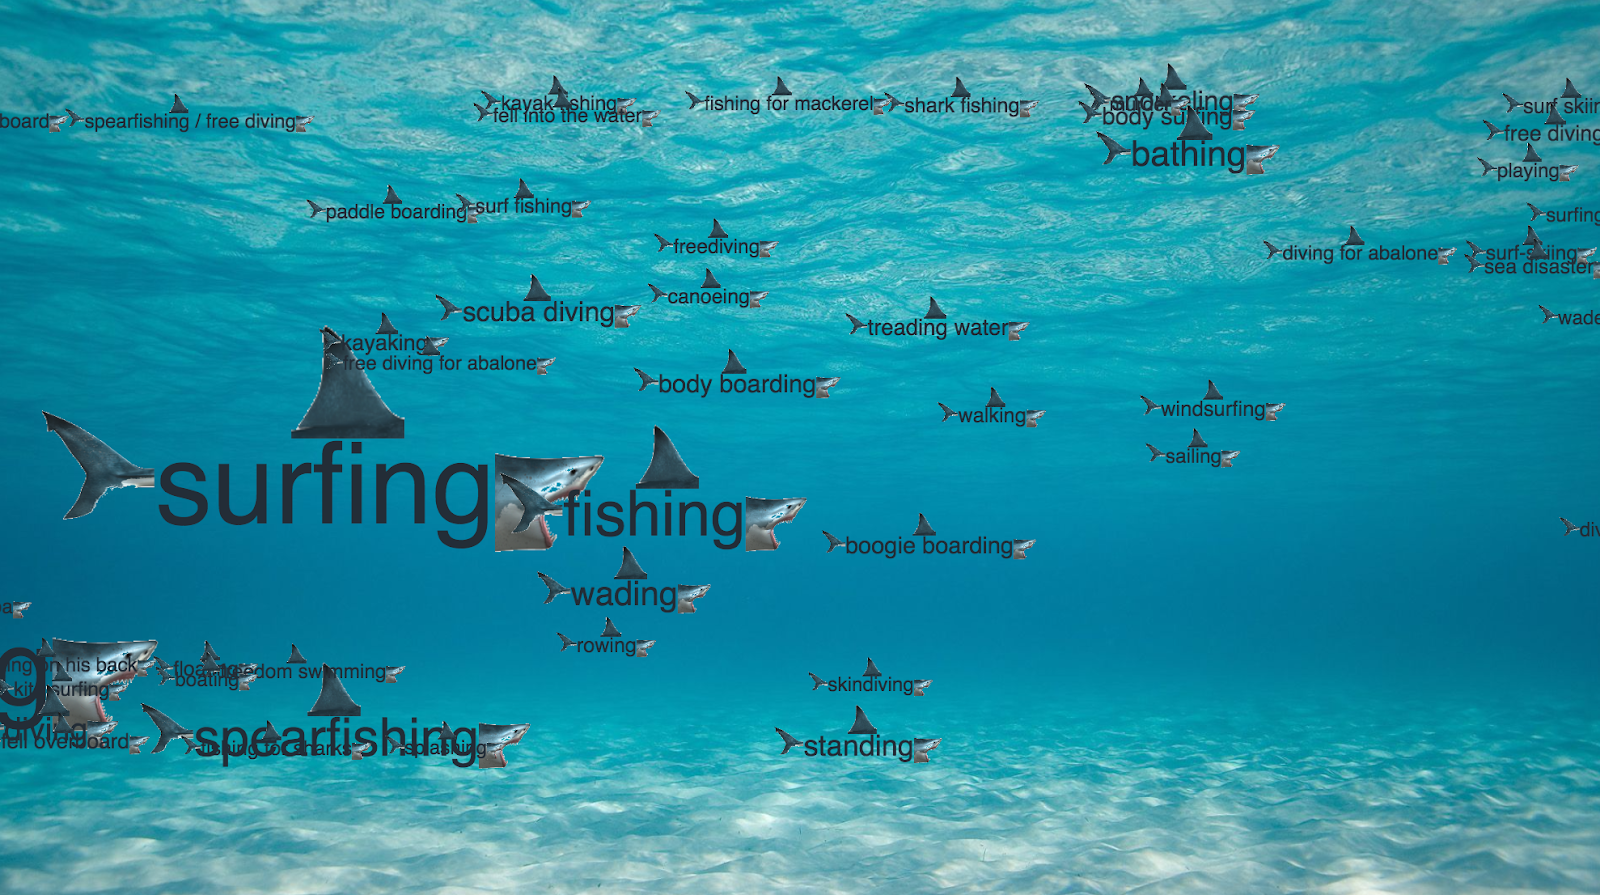 board
spearfishing / free diving
kayak fishing
fell into the water
fishing for mackerel
shark fishing
body surfing
bathing
surf skiin
free diving
playing
paddle boarding
surf fishing
surfing
freediving
diving for abalone
surf-skiing
sea disaster
scuba diving
canoeing
treading water
wade
kayaking
free diving for abalone
body boarding
walking
windsurfing
sailing
surfing
fishing
boogie boarding
div
wading
rowing
g
ing on his back
freedom swimming
boating
kite surfing
skindiving
diving
fell overboard
spearfishing
fishing for sharks
splashing
standing